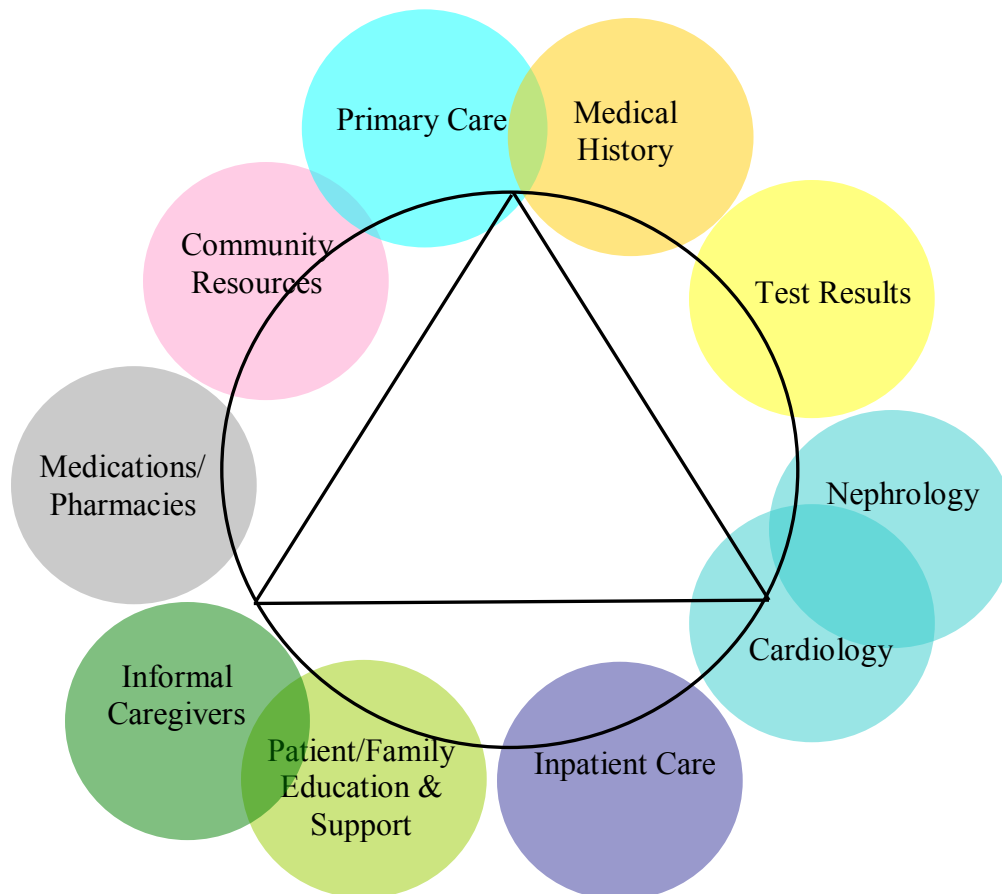 Primary Care
Medical
History
Test Results
Nephrology
Cardiology
Inpatient Care
Patient/Family
Education &
Support
Informal
Caregivers
Medications/
Pharmacies
Community
Resources